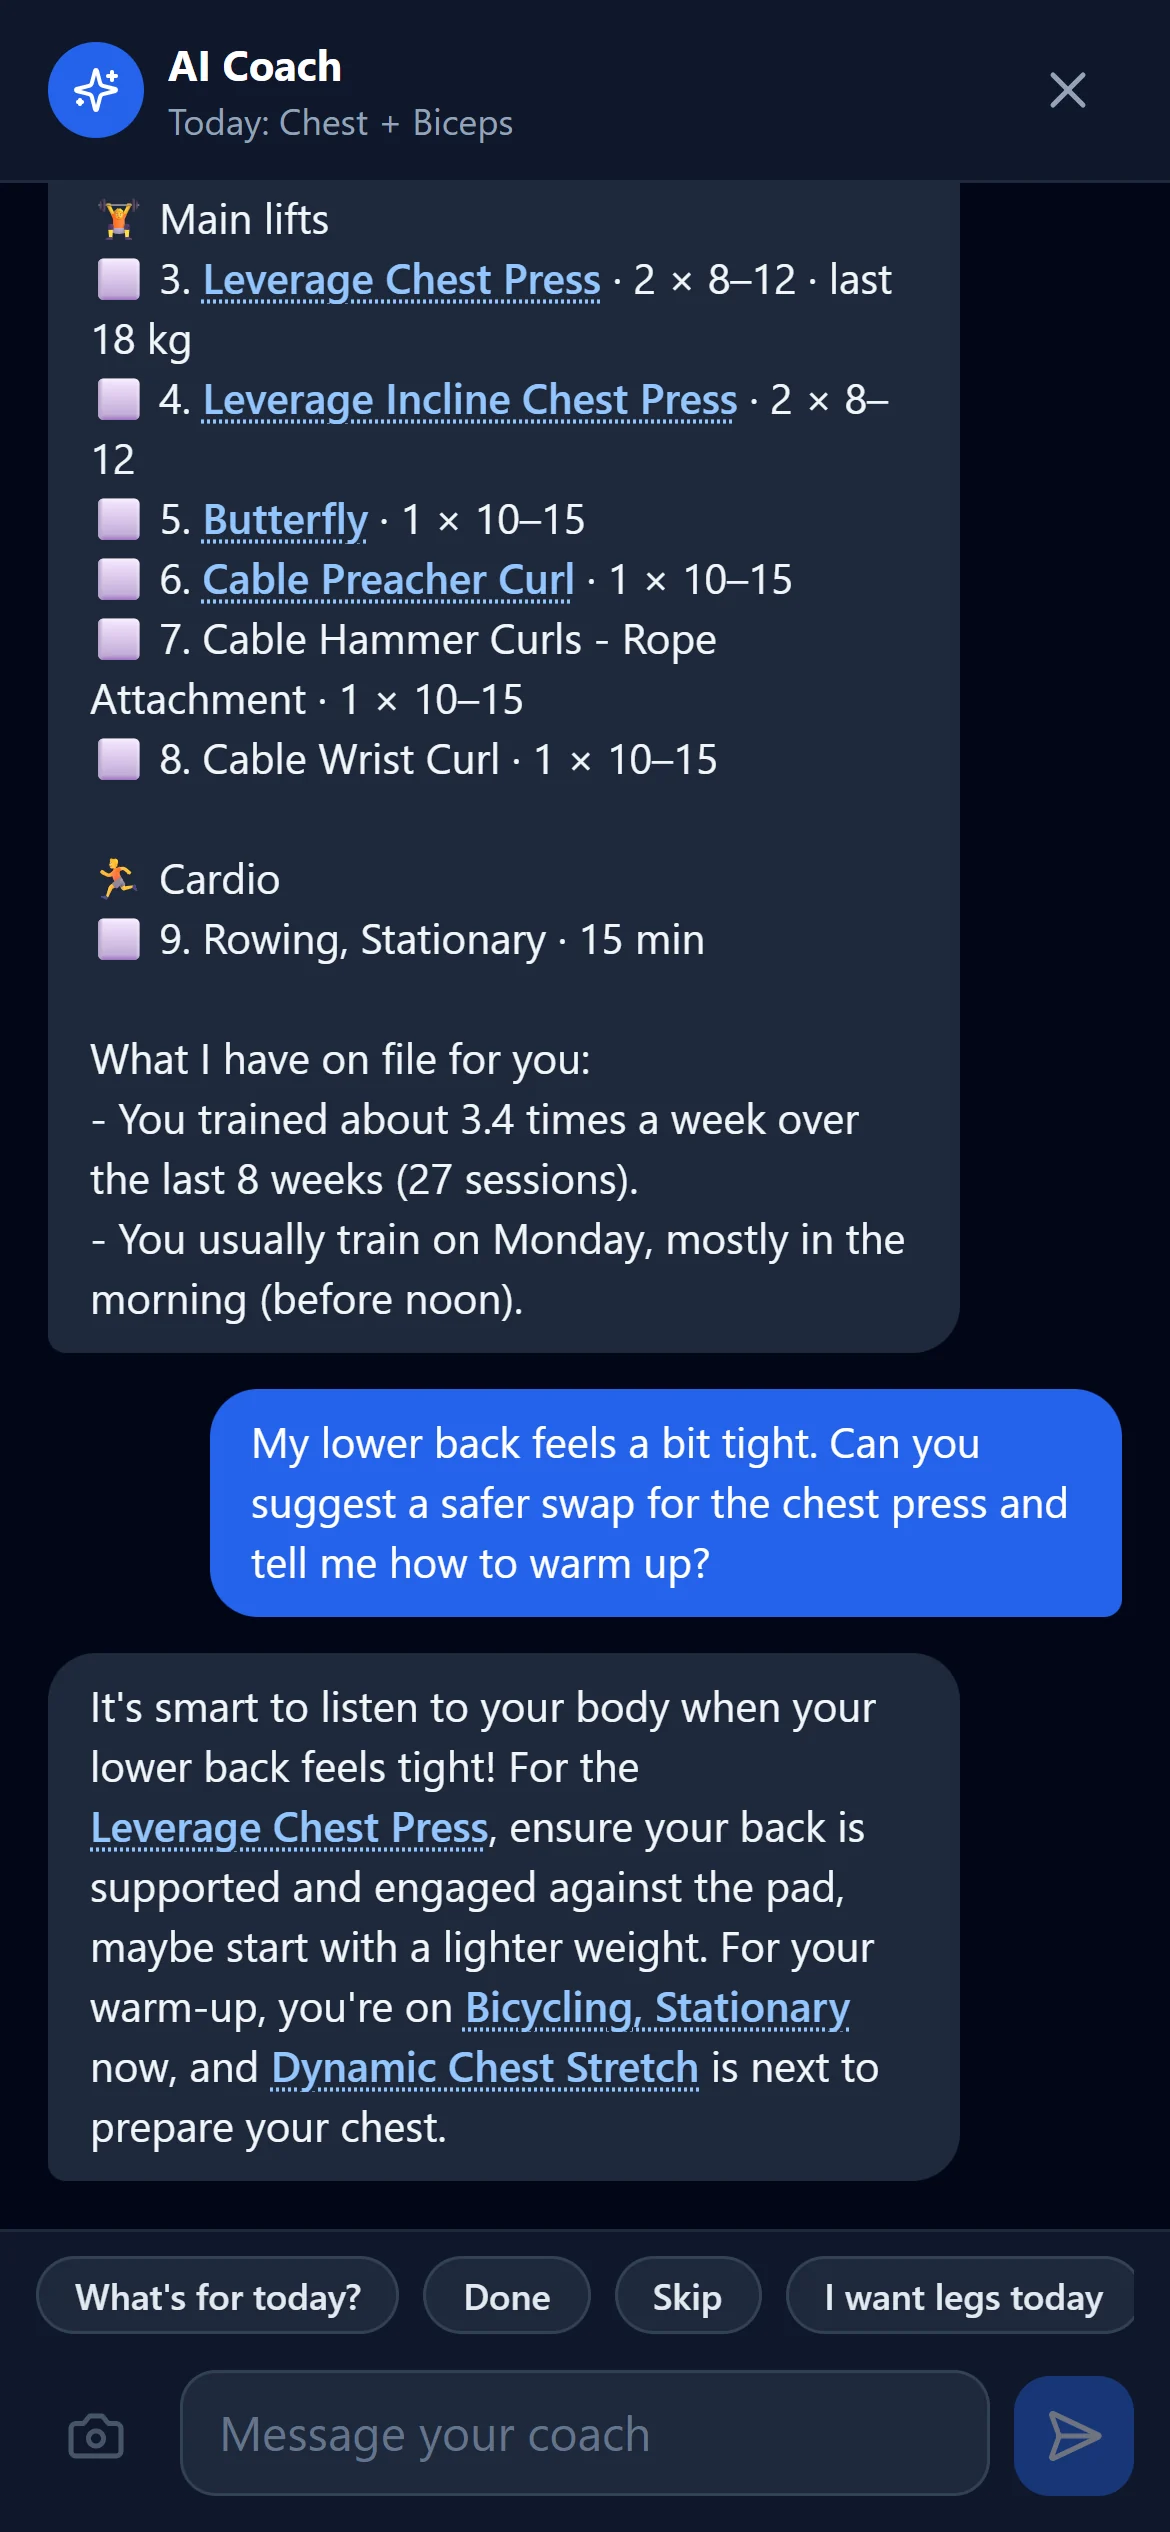 AI Coach
Today: Chest + Biceps
🏋️ Main lifts
⬜ 3. Leverage Chest Press · 2 × 8–12 · last
18 kg
⬜ 4. Leverage Incline Chest Press · 2 × 8–
12
⬜ 5. Butterfly · 1 × 10–15
⬜ 6. Cable Preacher Curl · 1 × 10–15
⬜ 7. Cable Hammer Curls - Rope
Attachment · 1 × 10–15
⬜ 8. Cable Wrist Curl · 1 × 10–15
🏃 Cardio
⬜ 9. Rowing, Stationary · 15 min
What I have on file for you:
- You trained about 3.4 times a week over
the last 8 weeks (27 sessions).
- You usually train on Monday, mostly in the
morning (before noon).
My lower back feels a bit tight. Can you
suggest a safer swap for the chest press and
tell me how to warm up?
It's smart to listen to your body when your
lower back feels tight! For the
Leverage Chest Press, ensure your back is
supported and engaged against the pad,
maybe start with a lighter weight. For your
warm-up, you're on Bicycling, Stationary
now, and Dynamic Chest Stretch is next to
prepare your chest.
What's for today?
Done
Skip
I want legs today
Message your coach